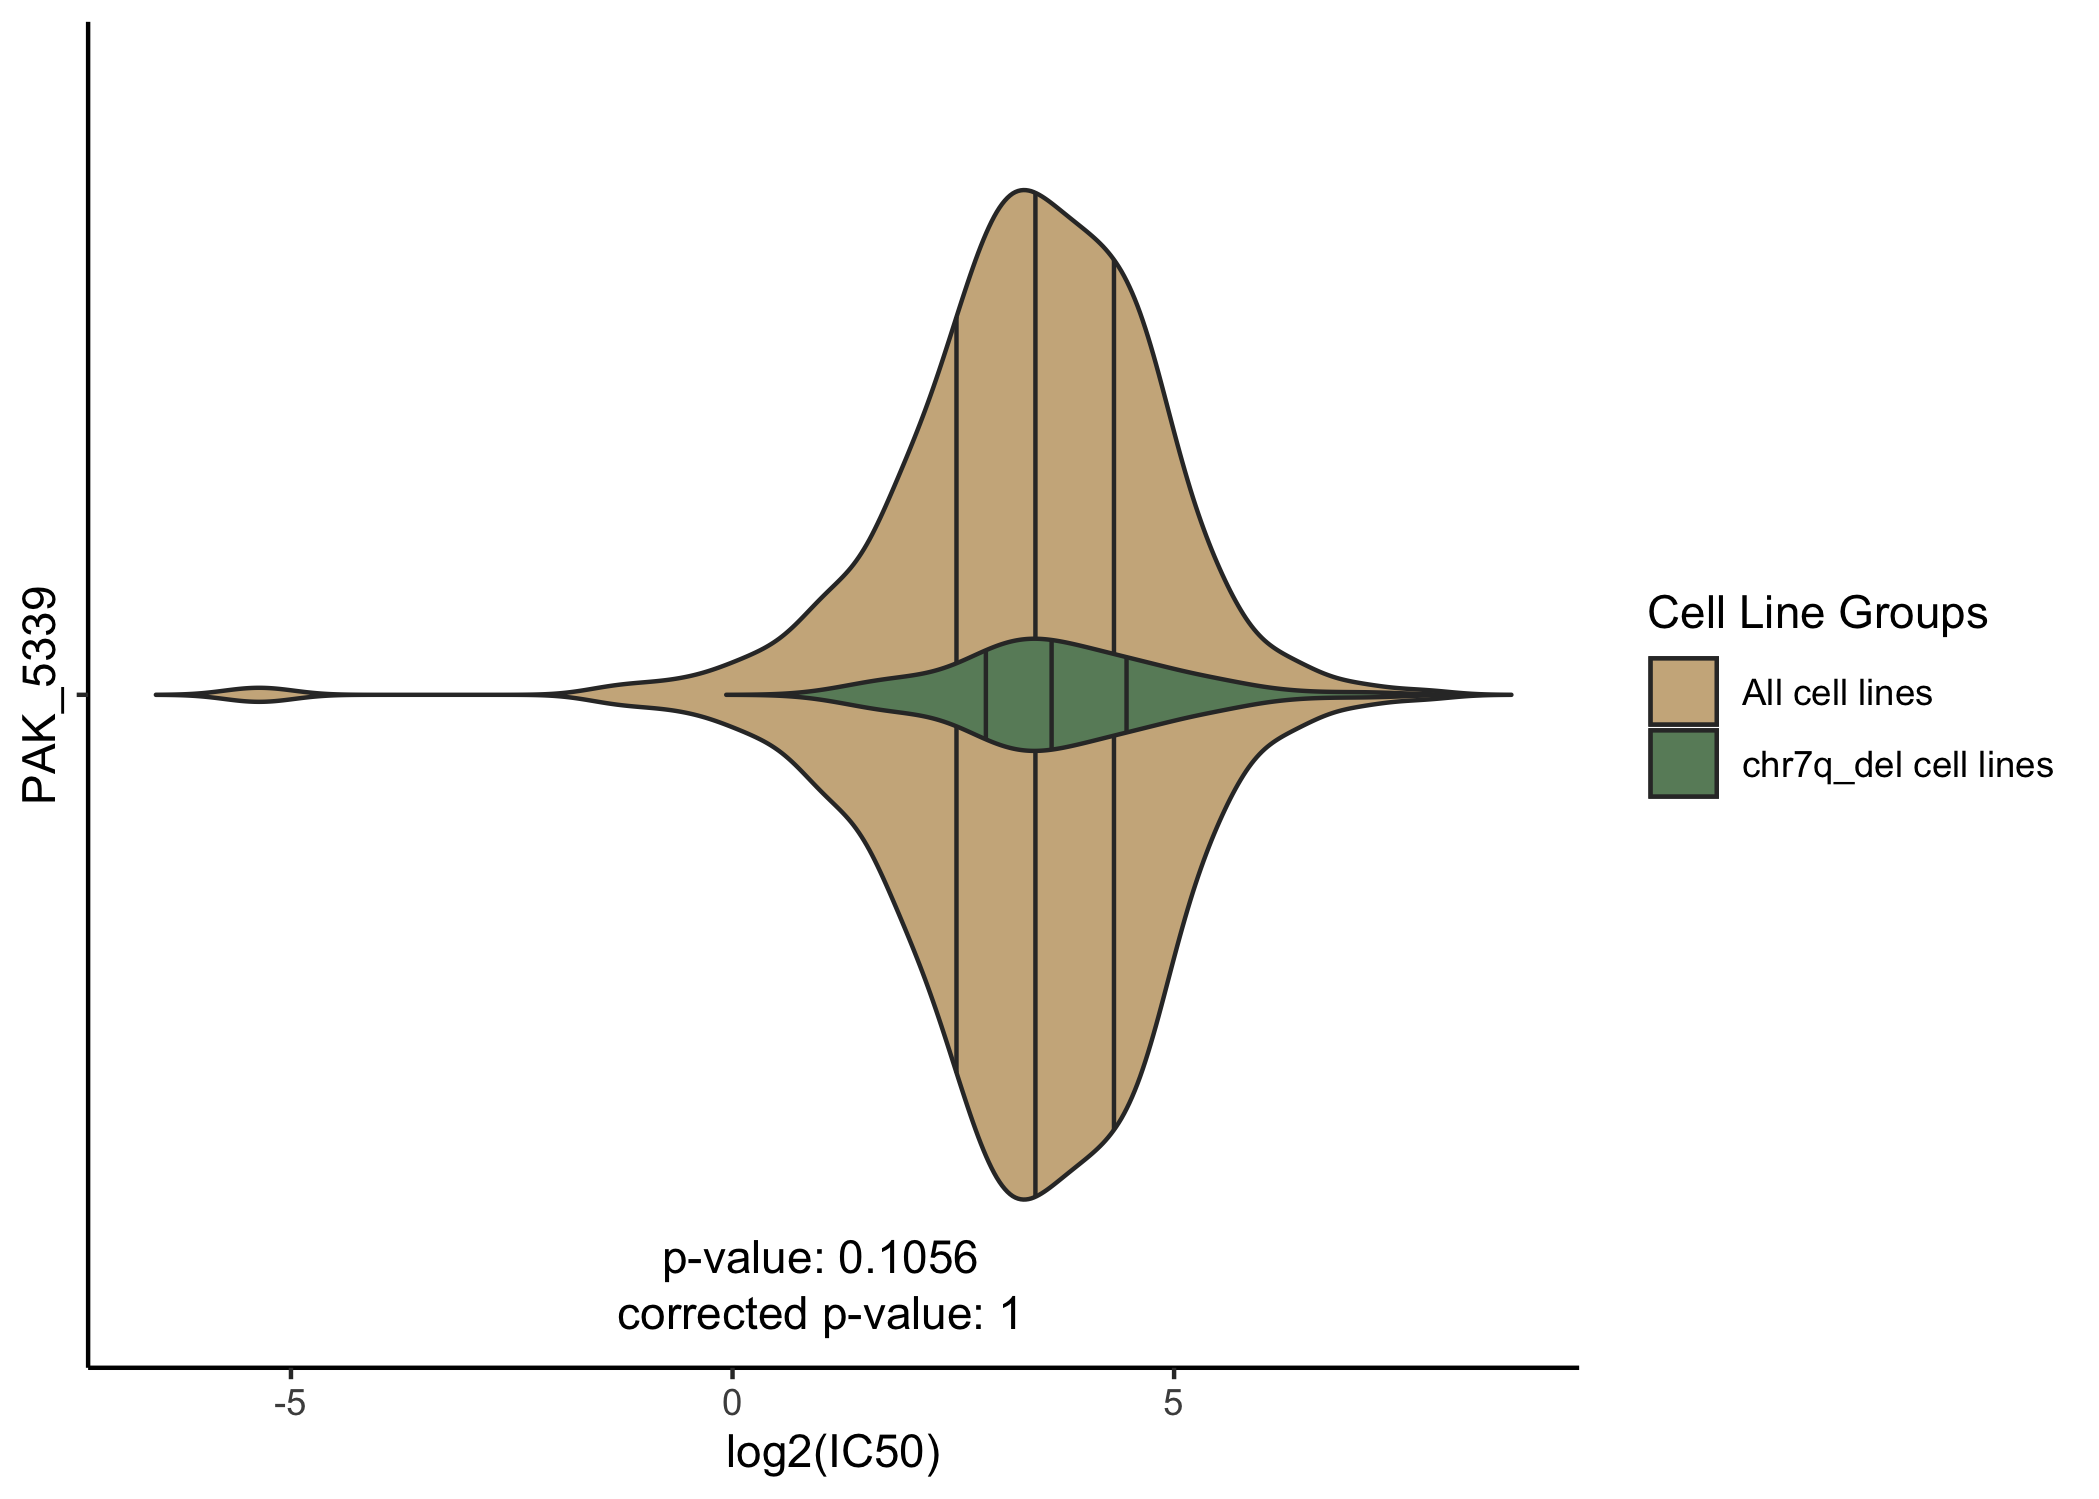 PAK_5339
Cell Line Groups
All cell lines
chr7q_del cell lines
p-value: 0.1056
corrected p-value: 1
-5 0 5
log2(IC50)